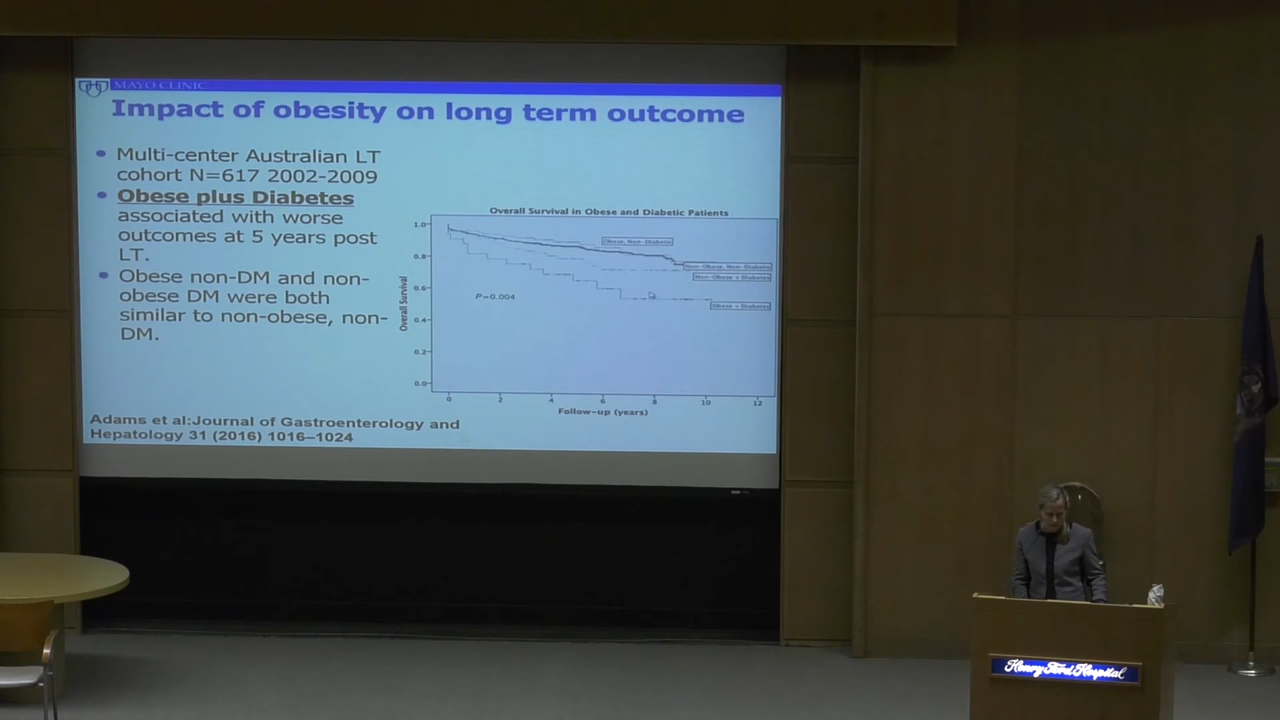 MAYO CLINIC
Impact of obesity on long term outcome
• Multi-center Australian LT
cohort N=617 2002-2009
• Obese plus Diabetes
associated with worse
outcomes at 5 years post
LT.
• Obese non-DM and non-
obese DM were both
similar to non-obese, non-
DM.
Overall Survival in Obese and Diabetic Patients
Overall Survival
1.0
0.8
0.6
0.4
0.2
0.0
Obese, Non-Diabetic
Non-Obese, Non-Diabetic
Non-Obese + Diabetes
Obese + Diabetes
P=0.004
0 2 4 6 8 10 12
Follow-up (years)
Adams et al:Journal of Gastroenterology and
Hepatology 31 (2016) 1016–1024
Henry Ford Hospital